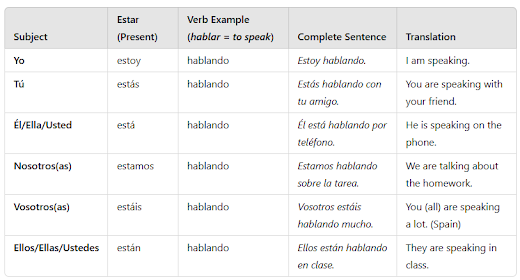 Subject Estar (Present) Verb Example (hablar = to speak) Complete Sentence Translation
Yo estoy hablando Estoy hablando. I am speaking.
Tú estás hablando Estás hablando con tu amigo. You are speaking with your friend.
Él/Ella/Usted está hablando Él está hablando por teléfono. He is speaking on the phone.
Nosotros(as) estamos hablando Estamos hablando sobre la tarea. We are talking about the homework.
Vosotros(as) estáis hablando Vosotros estáis hablando mucho. You (all) are speaking a lot. (Spain)
Ellos/Ellas/Ustedes están hablando Ellos están hablando en clase. They are speaking in class.